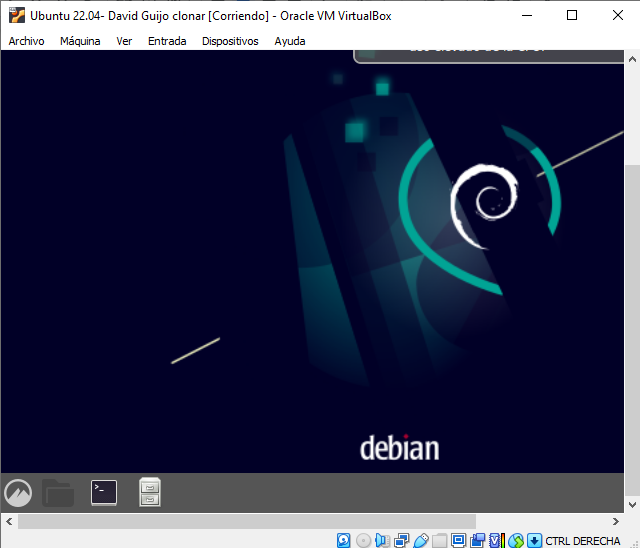 Ubuntu 22.04- David Guijo clonar [Corriendo] - Oracle VM VirtualBox
Archivo Máquina Ver Entrada Dispositivos Ayuda
debian
>_
CTRL DERECHA